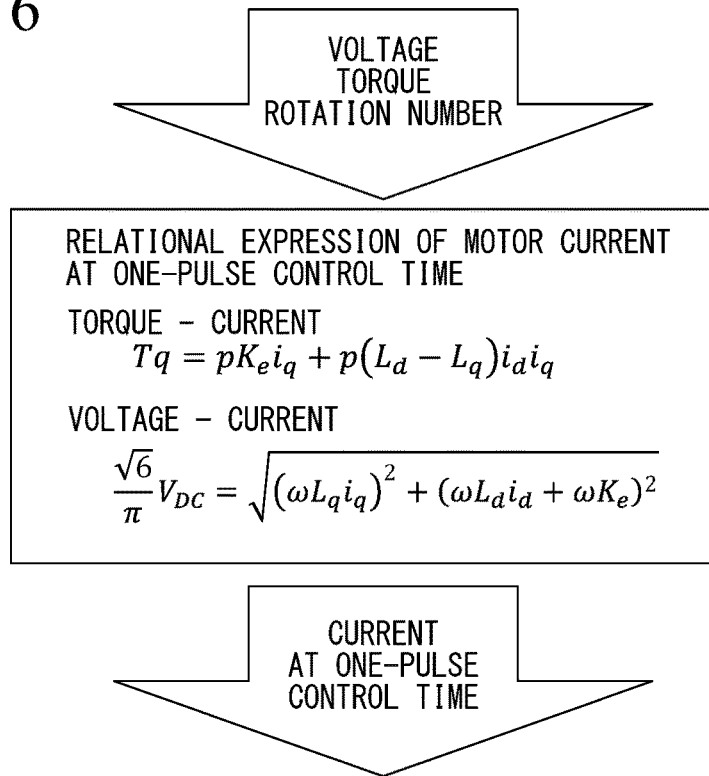 6
VOLTAGE
TORQUE
ROTATION NUMBER
RELATIONAL EXPRESSION OF MOTOR CURRENT
AT ONE-PULSE CONTROL TIME
TORQUE - CURRENT
Tq = pK_e i_q + p(L_d − L_q)i_d i_q
VOLTAGE - CURRENT
√6/π V_DC = √((ωL_q i_q)² + (ωL_d i_d + ωK_e)²)
CURRENT
AT ONE-PULSE
CONTROL TIME